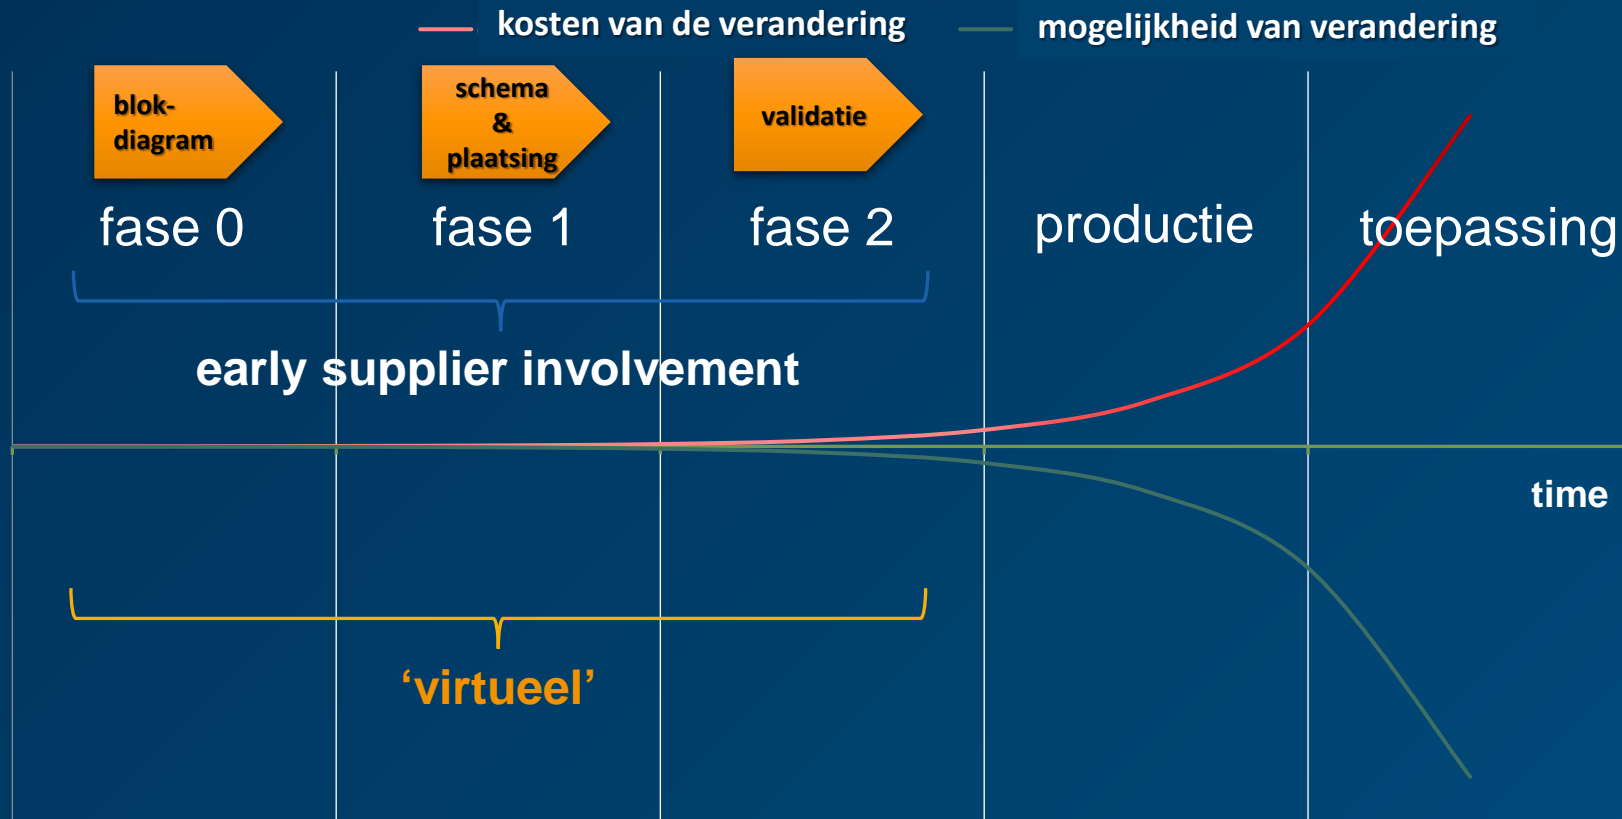 kosten van de verandering
mogelijkheid van verandering
blok-
diagram
schema
&
plaatsing
validatie
fase 0
fase 1
fase 2
productie
toepassing
early supplier involvement
time
‘virtueel’